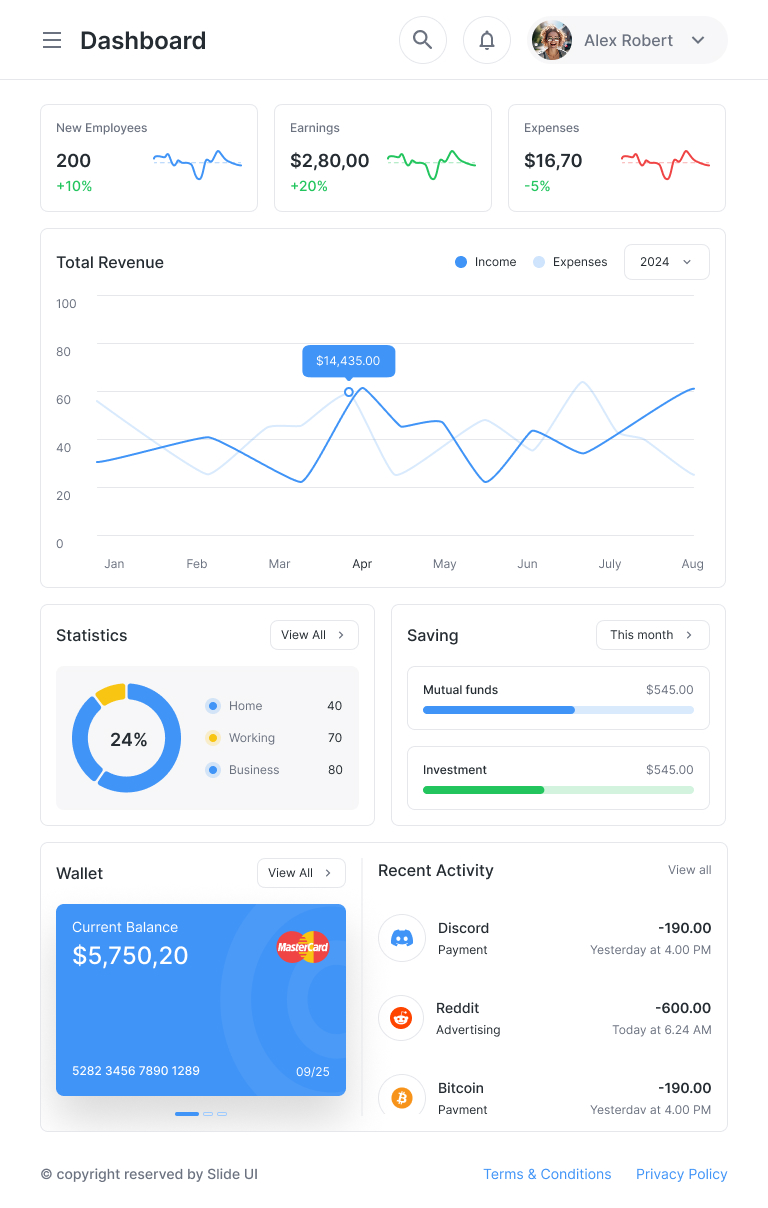 Dashboard
Alex Robert
New Employees
200
+10%
Earnings
$2,80,00
+20%
Expenses
$16,70
-5%
Total Revenue
Income
Expenses
2024
100
80
60
40
20
0
$14,435.00
Jan
Feb
Mar
Apr
May
Jun
July
Aug
Statistics
View All
24%
Home 40
Working 70
Business 80
Saving
This month
Mutual funds $545.00
Investment $545.00
Wallet
View All
Current Balance
$5,750,20
MasterCard
5282 3456 7890 1289
09/25
Recent Activity
View all
Discord -190.00
Payment Yesterday at 4.00 PM
Reddit -600.00
Advertising Today at 6.24 AM
Bitcoin -190.00
Payment Yesterday at 4.00 PM
© copyright reserved by Slide UI
Terms & Conditions
Privacy Policy